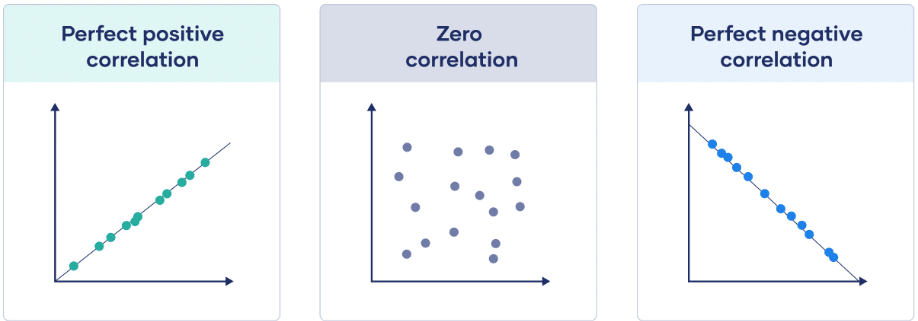 Perfect positive
correlation
Zero
correlation
Perfect negative
correlation